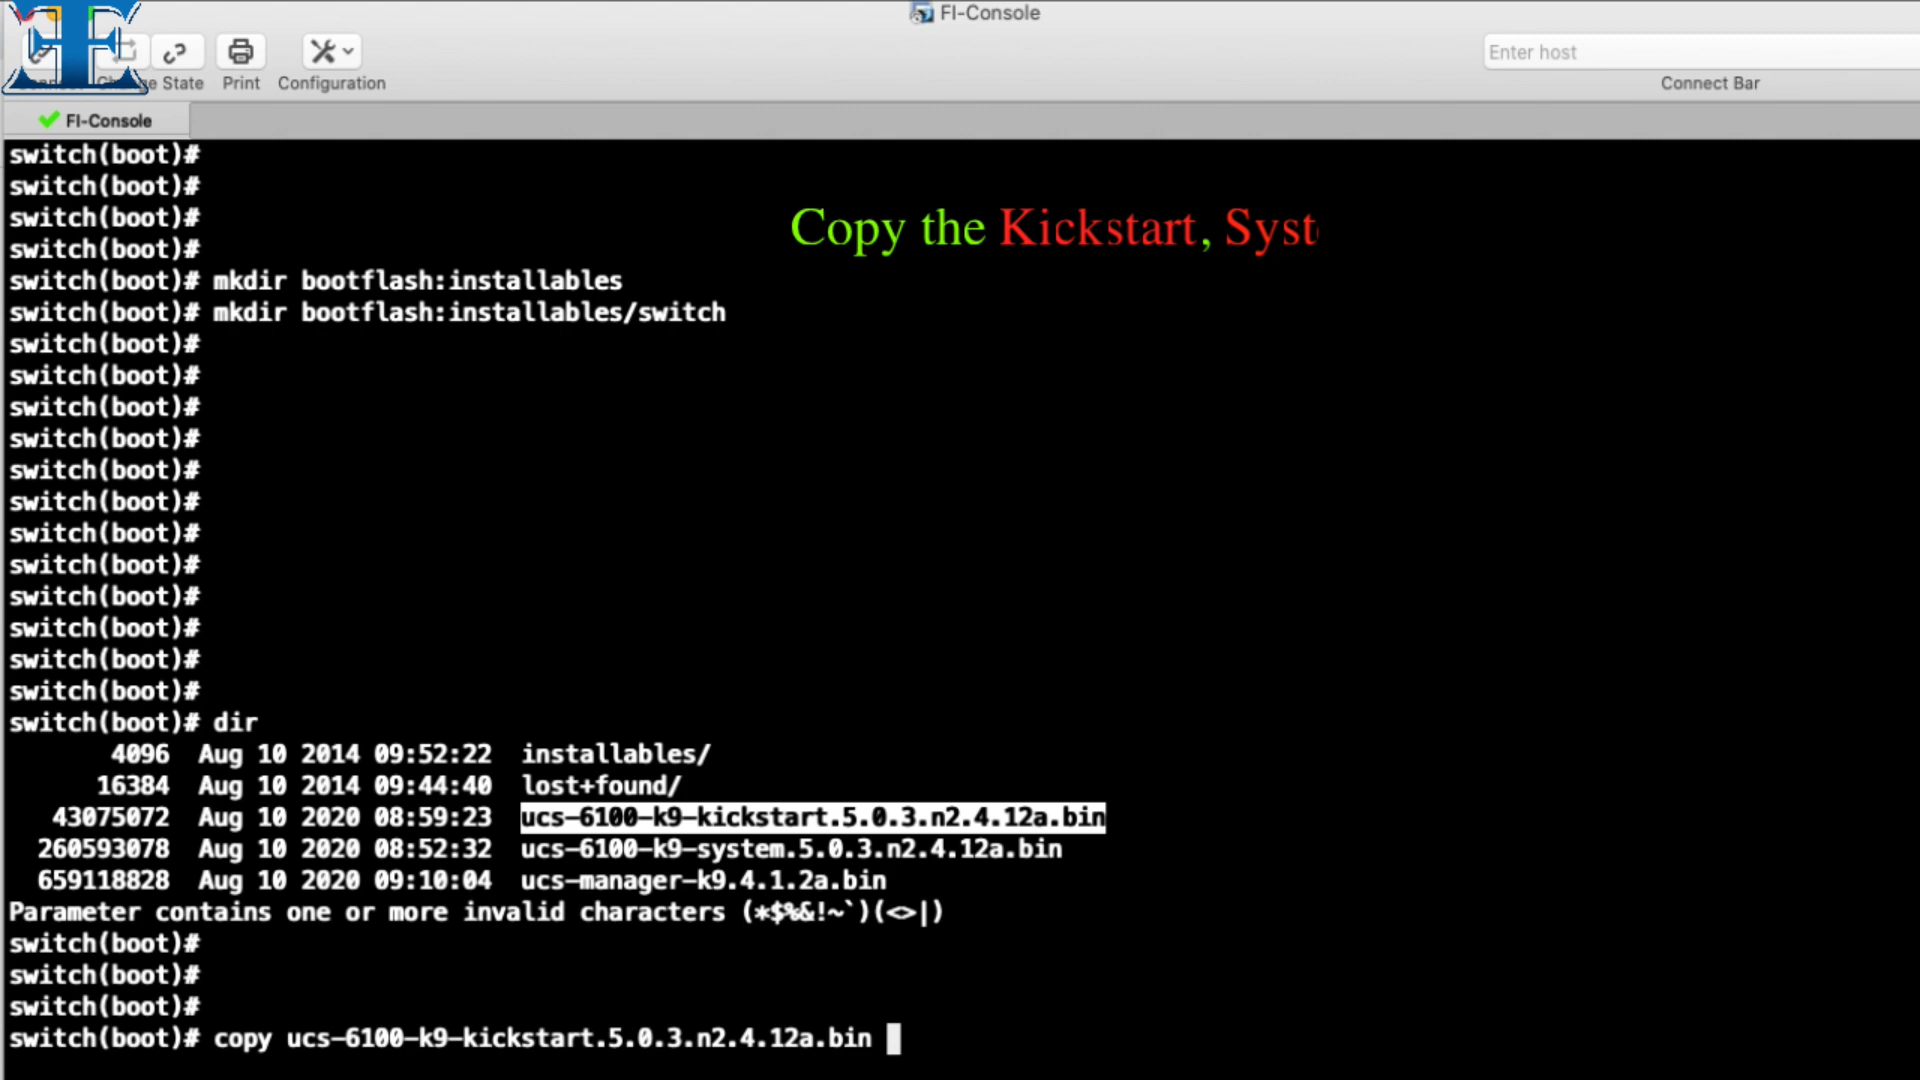 FI-Console
Change State
Print
Configuration
Enter host
Connect Bar
FI-Console
switch(boot)#
switch(boot)#
switch(boot)#
Copy the Kickstart, Syst
switch(boot)#
switch(boot)# mkdir bootflash:installables
switch(boot)# mkdir bootflash:installables/switch
switch(boot)#
switch(boot)#
switch(boot)#
switch(boot)#
switch(boot)#
switch(boot)#
switch(boot)#
switch(boot)#
switch(boot)#
switch(boot)#
switch(boot)#
switch(boot)#
switch(boot)# dir
4096 Aug 10 2014 09:52:22 installables/
16384 Aug 10 2014 09:44:40 lost+found/
43075072 Aug 10 2020 08:59:23 ucs-6100-k9-kickstart.5.0.3.n2.4.12a.bin
260593078 Aug 10 2020 08:52:32 ucs-6100-k9-system.5.0.3.n2.4.12a.bin
659118828 Aug 10 2020 09:10:04 ucs-manager-k9.4.1.2a.bin
Parameter contains one or more invalid characters (*$%&!~`)(<>|)
switch(boot)#
switch(boot)#
switch(boot)#
switch(boot)# copy ucs-6100-k9-kickstart.5.0.3.n2.4.12a.bin